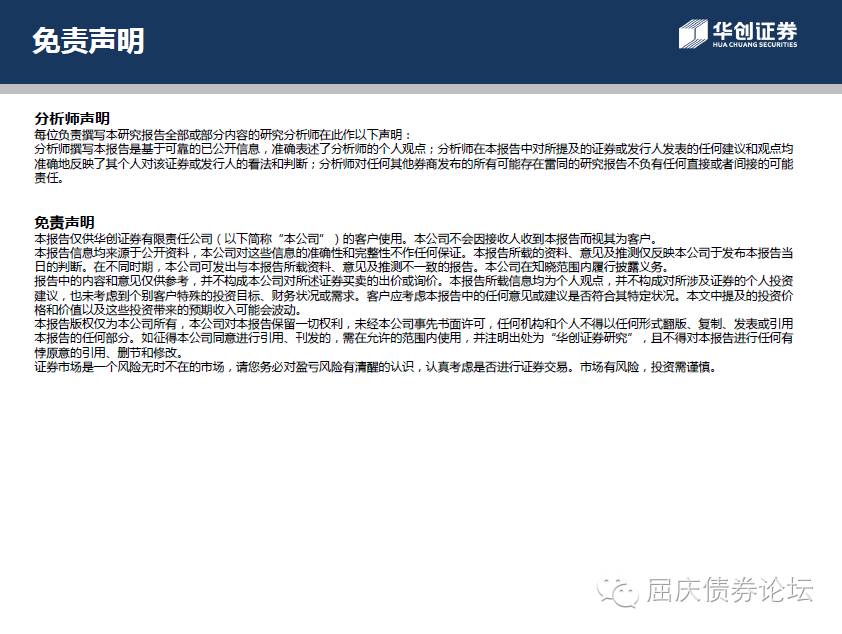 免责声明
华创证券
HUA CHUANG SECURITIES
分析师声明
每位负责撰写本研究报告全部或部分内容的研究分析师在此作以下声明：
分析师撰写本报告是基于可靠的已公开信息，准确表述了分析师的个人观点；分析师在本报告中对所提及的证券或发行人发表的任何建议和观点均
准确地反映了其个人对该证券或发行人的看法和判断；分析师对任何其他券商发布的所有可能存在雷同的研究报告不负有任何直接或者间接的可能
责任。
免责声明
本报告仅供华创证券有限责任公司（以下简称“本公司”）的客户使用。本公司不会因接收人收到本报告而视其为客户。
本报告信息均来源于公开资料，本公司对这些信息的准确性和完整性不作任何保证。本报告所载的资料、意见及推测仅反映本公司于发布本报告当
日的判断。在不同时期，本公司可发出与本报告所载资料、意见及推测不一致的报告。本公司在知晓范围内履行披露义务。
报告中的内容和意见仅供参考，并不构成本公司对所述证券买卖的出价或询价。本报告所载信息均为个人观点，并不构成对所涉及证券的个人投资
建议，也未考虑到个别客户特殊的投资目标、财务状况或需求。客户应考虑本报告中的任何意见或建议是否符合其特定状况。本文中提及的投资价
格和价值以及这些投资带来的预期收入可能会波动。
本报告版权仅为本公司所有，本公司对本报告保留一切权利，未经本公司事先书面许可，任何机构和个人不得以任何形式翻版、复制、发表或引用
本报告的任何部分。如征得本公司同意进行引用、刊发的，需在允许的范围内使用，并注明出处为“华创证券研究”，且不得对本报告进行任何有
悖原意的引用、删节和修改。
证券市场是一个风险无时不在的市场，请您务必对盈亏风险有清醒的认识，认真考虑是否进行证券交易。市场有风险，投资需谨慎。
屈庆债券论坛